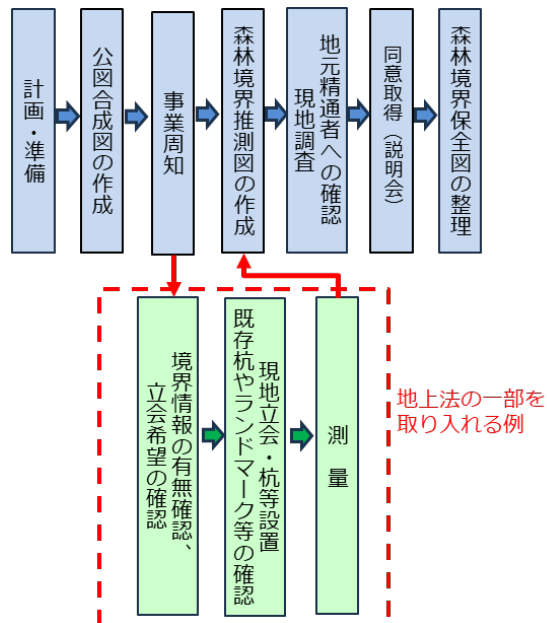 計画・準備
公図合成図の作成
事業周知
森林境界推測図の作成
地元精通者への確認
現地調査
同意取得（説明会）
森林境界保全図の整理
境界情報の有無確認、
立会希望の確認
現地立会・杭等設置
既存杭やランドマーク等の確認
測量
地上法の一部を
取り入れる例